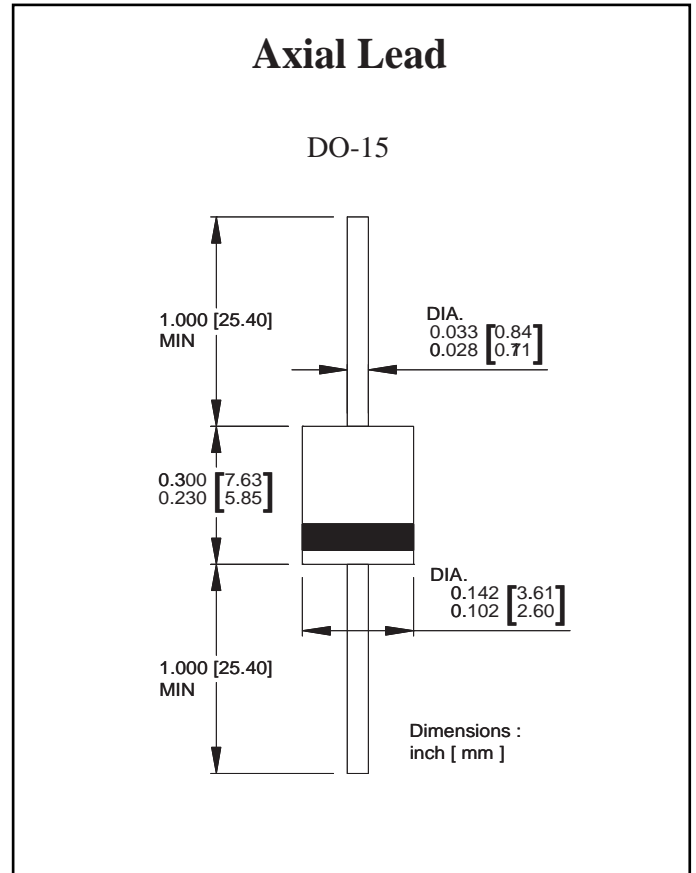 Axial Lead
DO-15
1.000 [25.40]
MIN
DIA.
0.033 [0.84
0.028 0.71]
0.300 [7.63
0.230 5.85]
DIA.
0.142 [3.61
0.102 2.60]
1.000 [25.40]
MIN
Dimensions :
inch [ mm ]